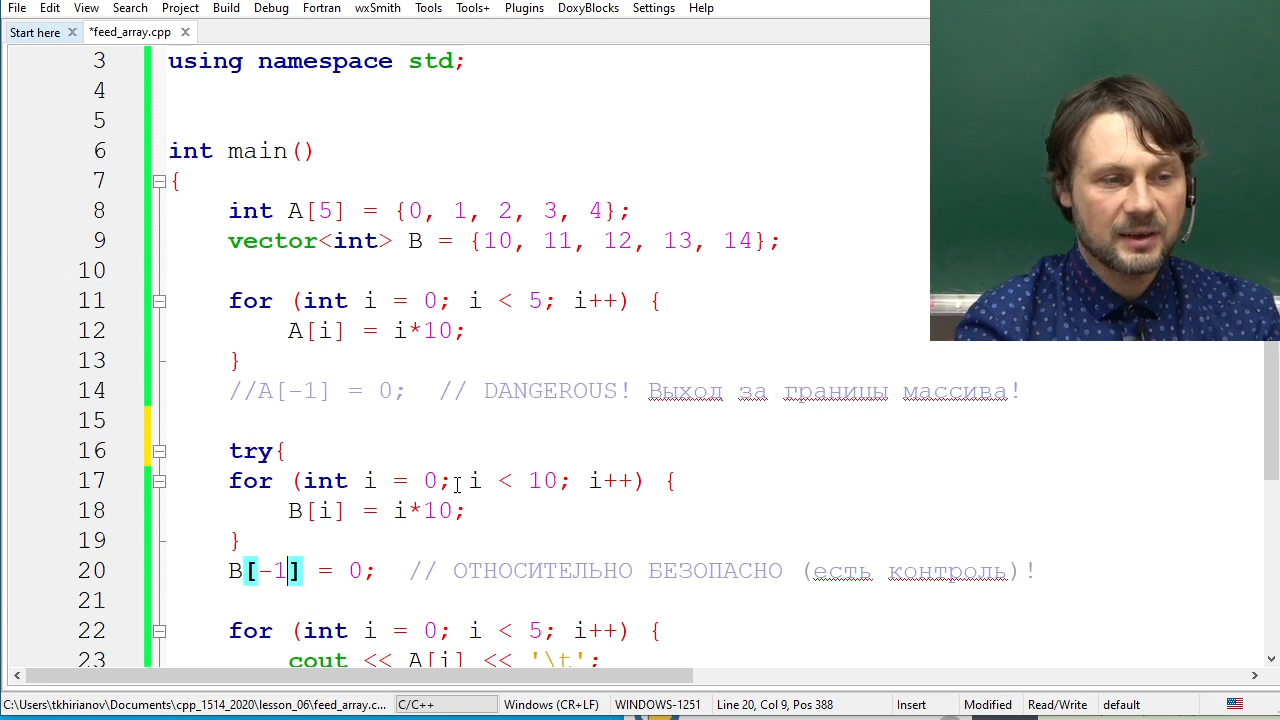 File Edit View Search Project Build Debug Fortran wxSmith Tools Tools+ Plugins DoxyBlocks Settings Help
Start here *feed_array.cpp
3 using namespace std;
4
5
6 int main()
7 {
8 int A[5] = {0, 1, 2, 3, 4};
9 vector<int> B = {10, 11, 12, 13, 14};
10
11 for (int i = 0; i < 5; i++) {
12 A[i] = i*10;
13 }
14 //A[-1] = 0; // DANGEROUS! Выход за границы массива!
15
16 try{
17 for (int i = 0; i < 10; i++) {
18 B[i] = i*10;
19 }
20 B[-1] = 0; // ОТНОСИТЕЛЬНО БЕЗОПАСНО (есть контроль)!
21
22 for (int i = 0; i < 5; i++) {
23 cout << A[i] << '\t';
C:\Users\tkhirianov\Documents\cpp_1514_2020\lesson_06\feed_array.c... C/C++ Windows (CR+LF) WINDOWS-1251 Line 20, Col 9, Pos 388 Insert Modified Read/Write default